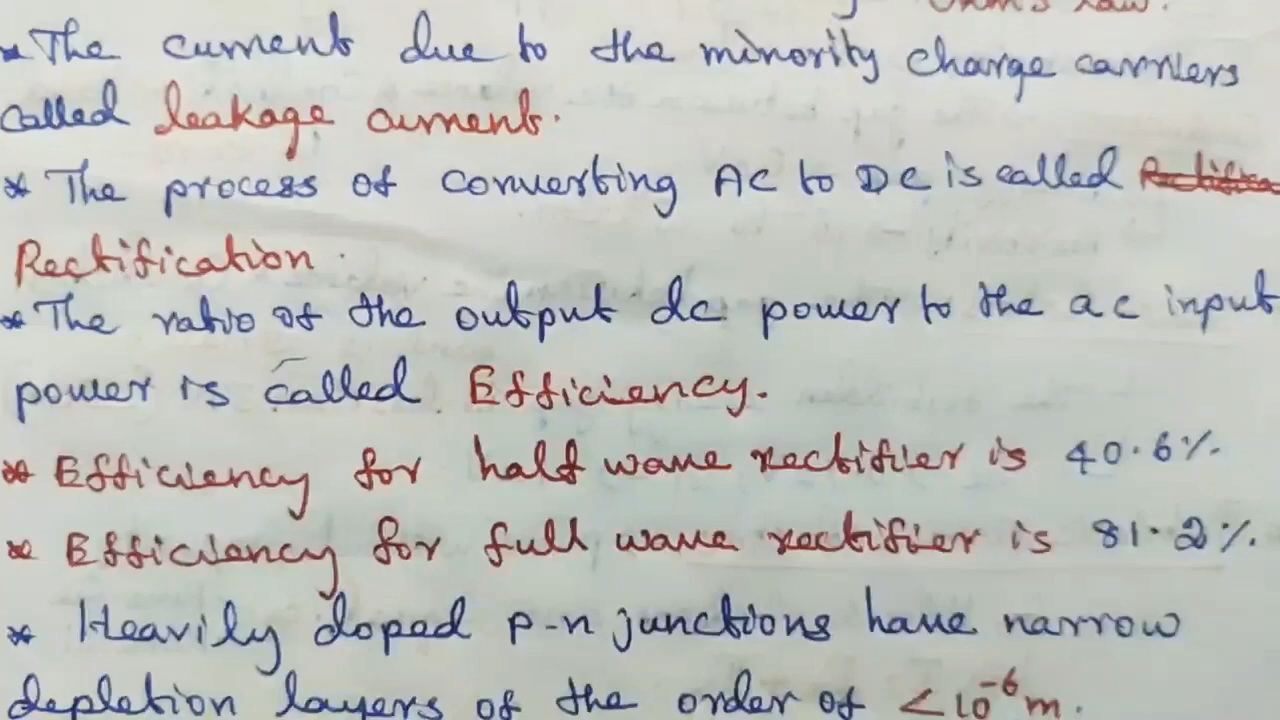 Ohm's Law.
* The current due to the minority charge carriers
called leakage current.
* The process of converting AC to DC is called
Rectification.
* The ratio of the output dc power to the ac input
power is called Efficiency.
* Efficiency for half wave rectifier is 40.6%.
* Efficiency for full wave rectifier is 81.2%.
* Heavily doped p-n junctions have narrow
depletion layers of the order of <10⁻⁶m.